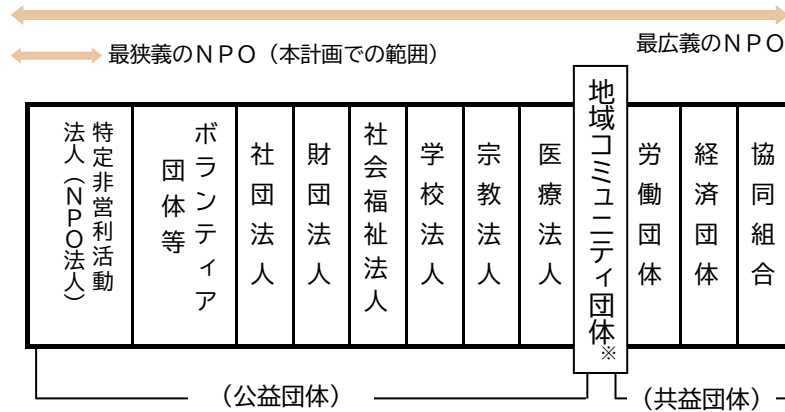 最広義のＮＰＯ
最狭義のＮＰＯ（本計画での範囲）
特定非営利活動
法人（ＮＰＯ法人）
ボランティア
団体等
社団法人
財団法人
社会福祉法人
学校法人
宗教法人
医療法人
地域コミュニティ団体※
労働団体
経済団体
協同組合
（公益団体）
（共益団体）